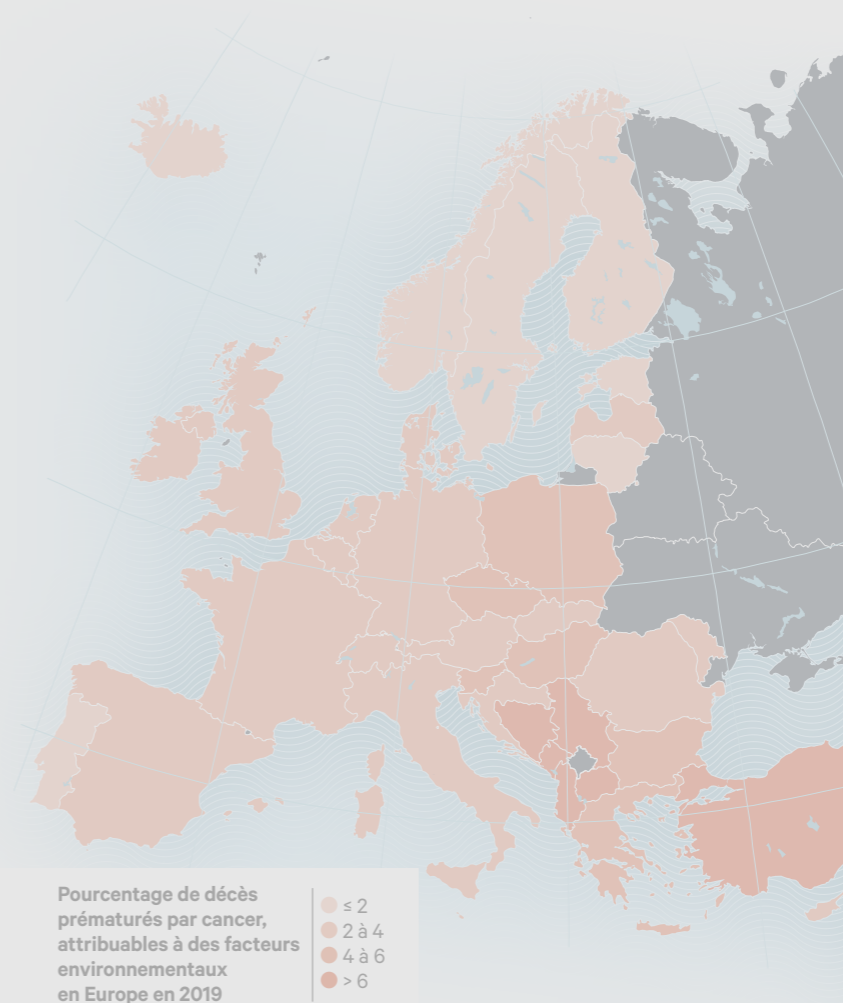 Pourcentage de décès
prématurés par cancer,
attribuables à des facteurs
environnementaux
en Europe en 2019
≤ 2
2 à 4
4 à 6
> 6